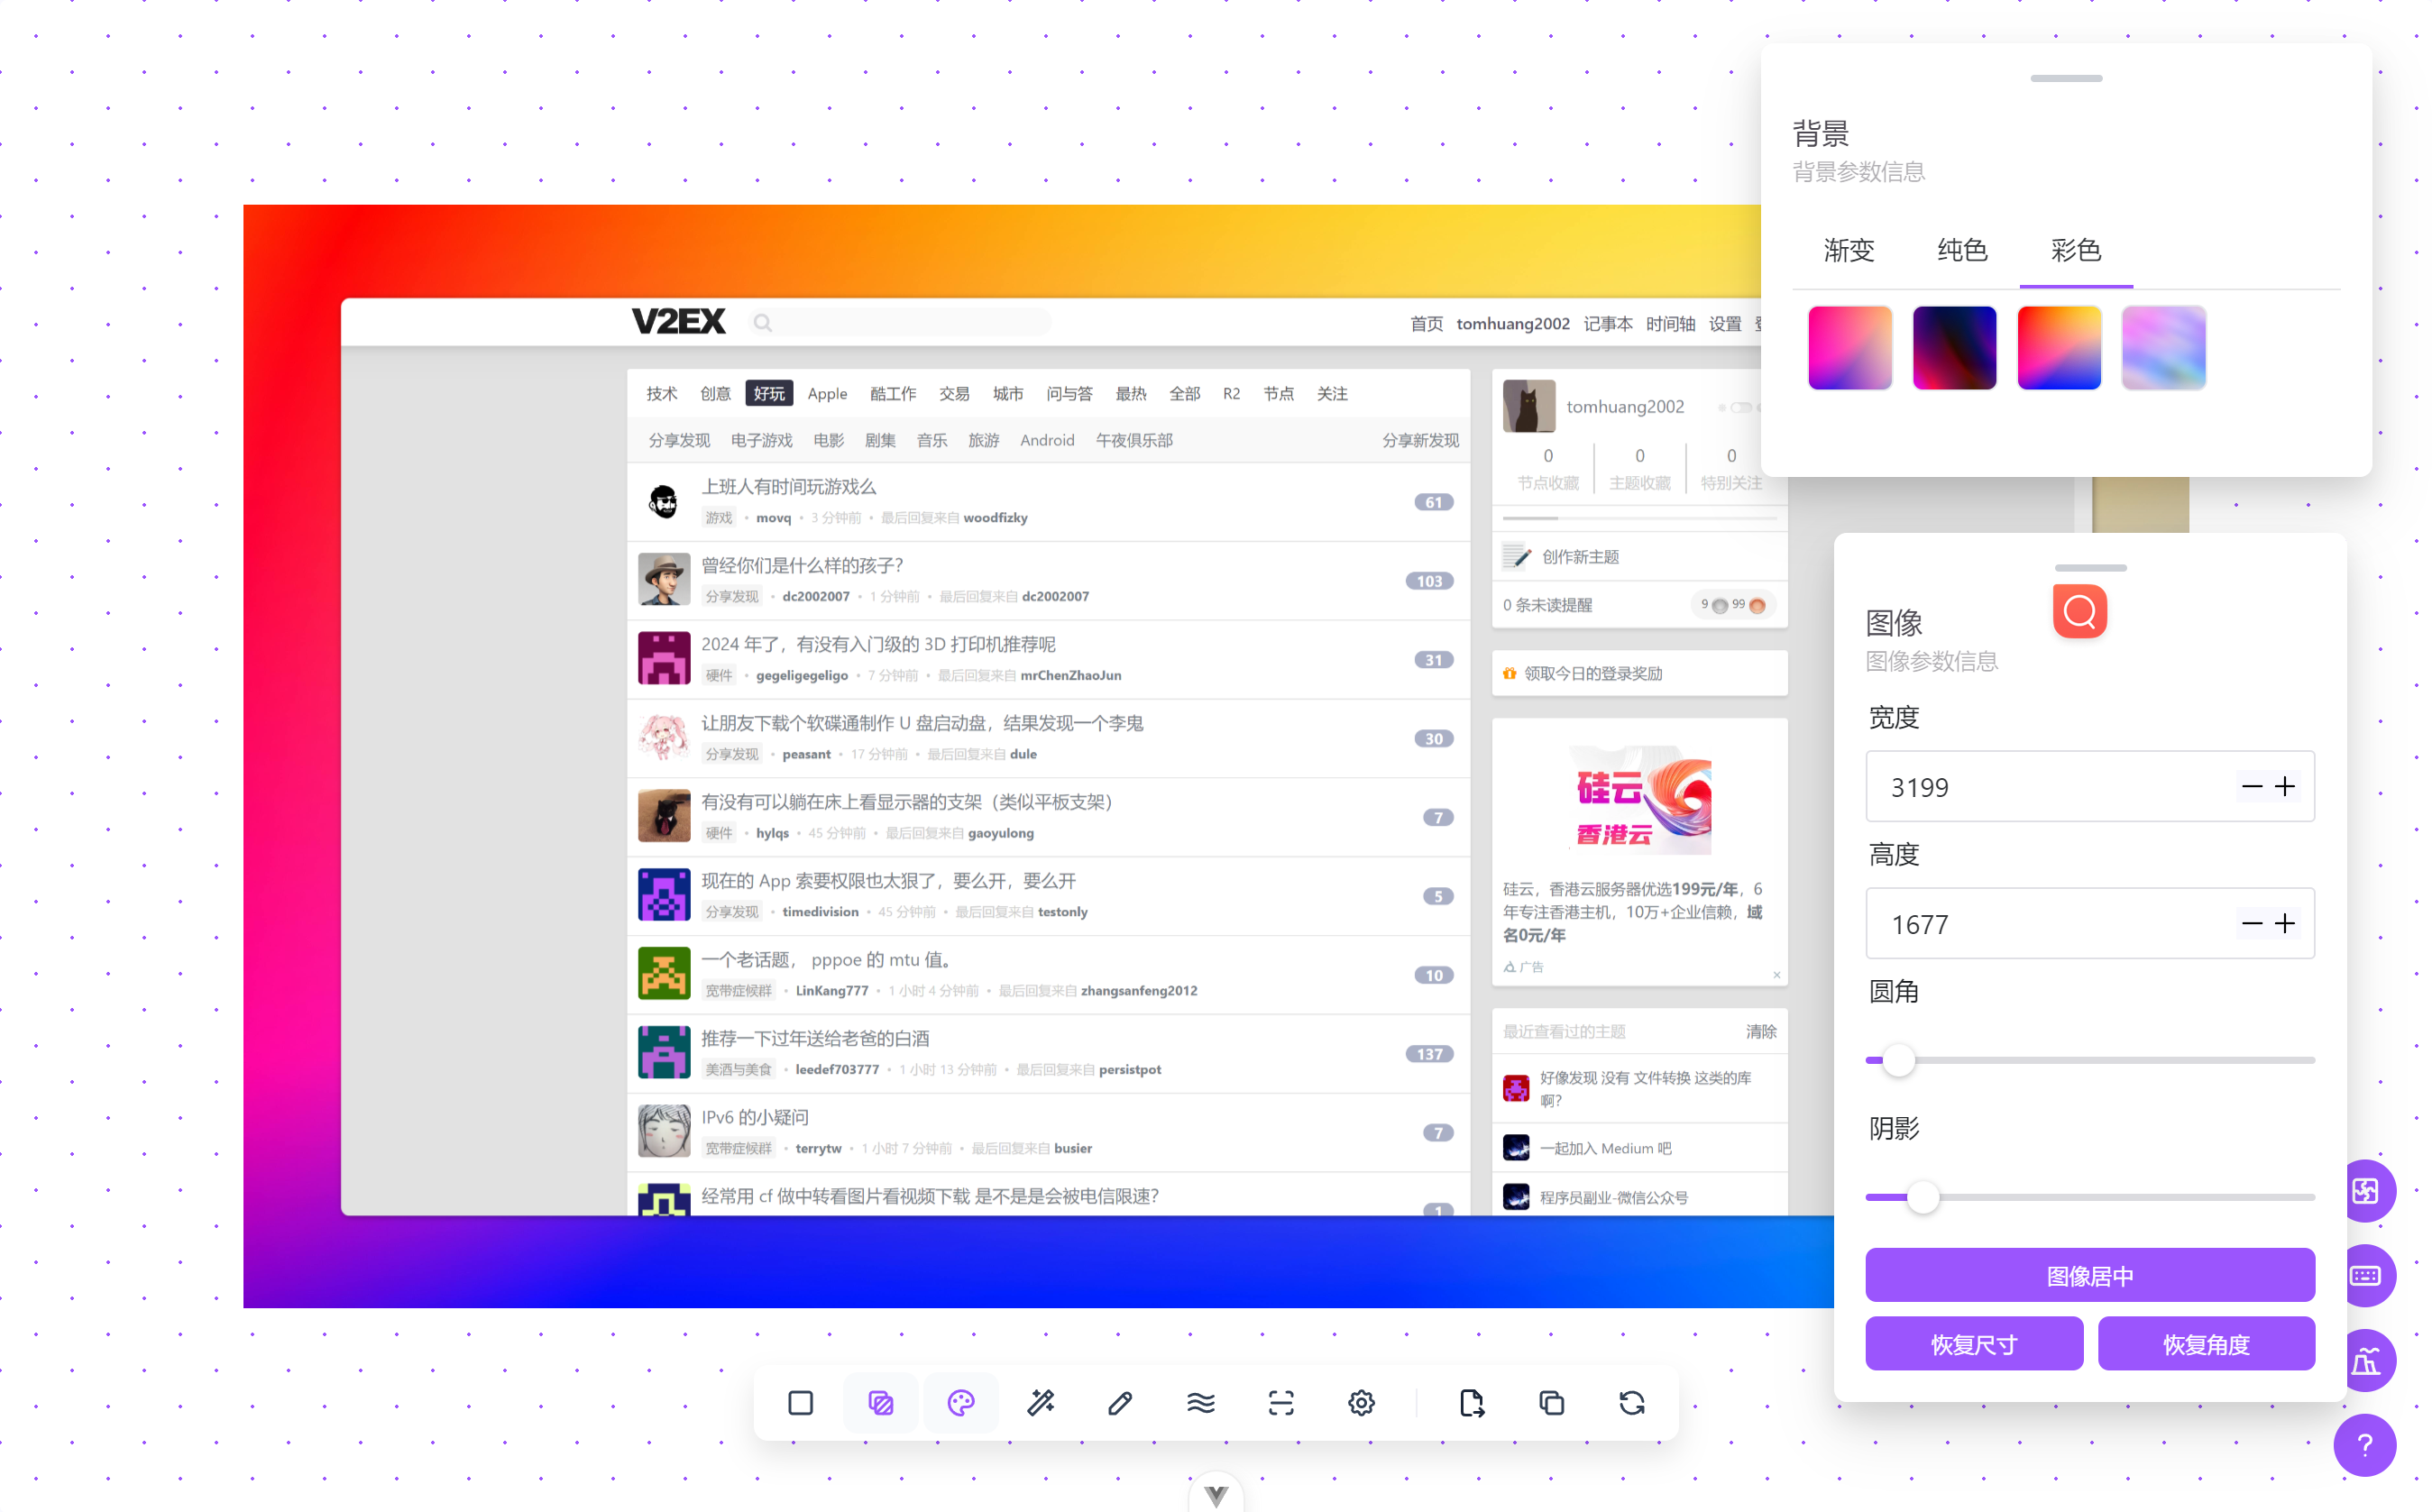 V2EX
首页 tomhuang2002 记事本 时间轴 设置
技术 创意 好玩 Apple 酷工作 交易 城市 问与答 最热 全部 R2 节点 关注
分享发现 电子游戏 电影 剧集 音乐 旅游 Android 午夜俱乐部 分享新发现
上班人有时间玩游戏么
游戏 • movq • 3 分钟前 • 最后回复来自 woodfizky
61
曾经你们是什么样的孩子？
分享发现 • dc2002007 • 1 分钟前 • 最后回复来自 dc2002007
103
2024 年了，有没有入门级的 3D 打印机推荐呢
硬件 • gegeligegeligo • 7 分钟前 • 最后回复来自 mrChenZhaoJun
31
让朋友下载个软碟通制作 U 盘启动盘，结果发现一个李鬼
分享发现 • peasant • 17 分钟前 • 最后回复来自 dule
30
有没有可以躺在床上看显示器的支架（类似平板支架）
硬件 • hylqs • 45 分钟前 • 最后回复来自 gaoyulong
7
现在的 App 索要权限也太狠了，要么开，要么开
分享发现 • timedivision • 45 分钟前 • 最后回复来自 testonly
5
一个老话题， pppoe 的 mtu 值。
宽带症候群 • LinKang777 • 1 小时 4 分钟前 • 最后回复来自 zhangsanfeng2012
10
推荐一下过年送给老爸的白酒
美酒与美食 • leedef703777 • 1 小时 13 分钟前 • 最后回复来自 persistpot
137
IPv6 的小疑问
宽带症候群 • terrytw • 1 小时 7 分钟前 • 最后回复来自 busier
7
经常用 cf 做中转看图片看视频下载 是不是是会被电信限速？
1
tomhuang2002
0 0 0
节点收藏 主题收藏 特别关注
创作新主题
0 条未读提醒 9 99
领取今日的登录奖励
硅云
香港云
硅云，香港云服务器优选199元/年，6
年专注香港主机，10万+企业信赖，域
名0元/年
广告
最近查看过的主题 清除
好像发现 没有 文件转换 这类的库
啊？
一起加入 Medium 吧
程序员副业-微信公众号
背景
背景参数信息
渐变 纯色 彩色
图像
图像参数信息
宽度
3199
高度
1677
圆角
阴影
图像居中
恢复尺寸 恢复角度
?